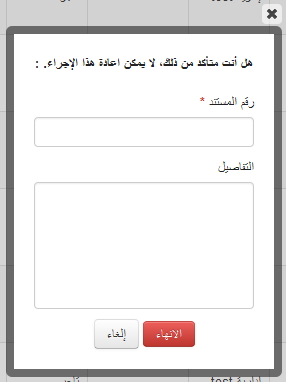 هل أنت متأكد من ذلك، لا يمكن اعادة هذا الإجراء. :
رقم المستند *
التفاصيل
الانهاء
إلغاء